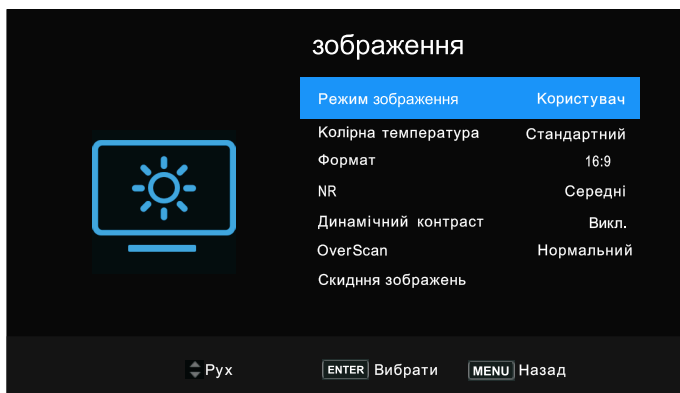 зображення
Режим зображення Користувач
Колірна температура Стандартний
Формат 16:9
NR Середні
Динамічний контраст Викл.
OverScan Нормальний
Скидння зображень
Рух ENTER Вибрати MENU Назад